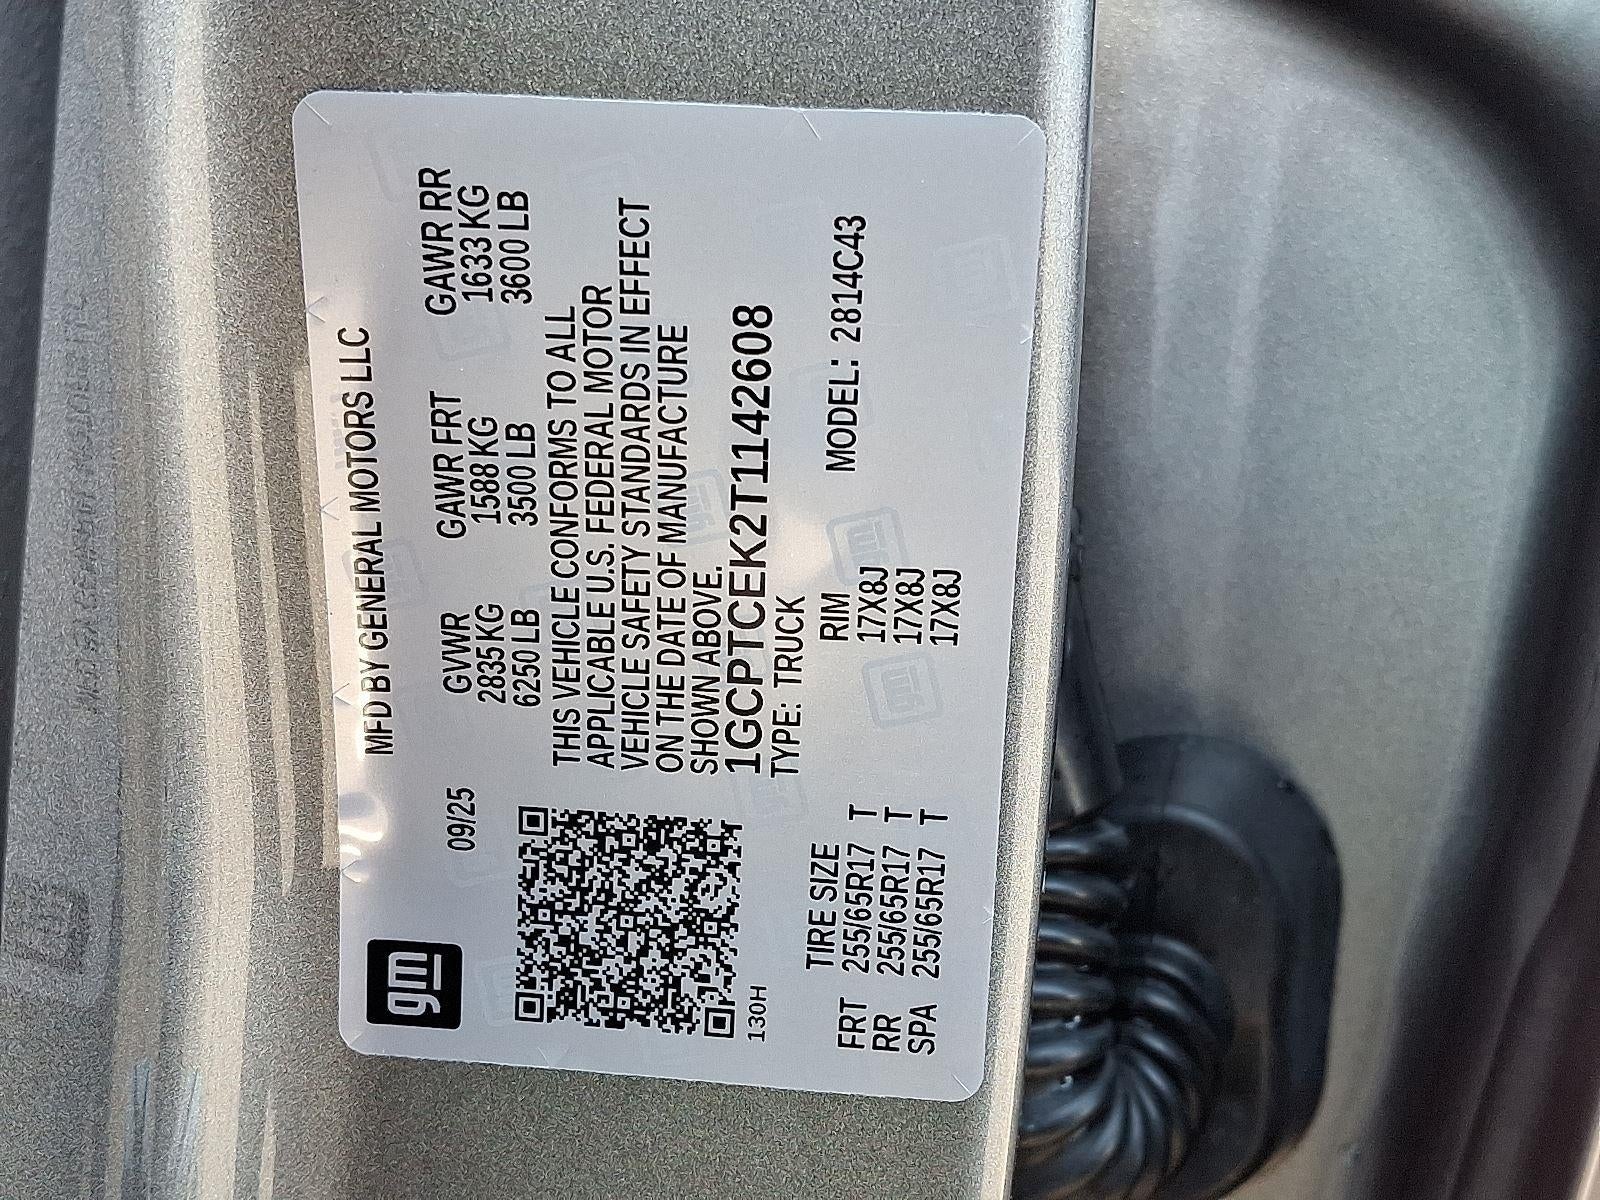 gm
09/25
MFD BY GENERAL MOTORS LLC
GVWR GAWR FRT GAWR RR
2835 KG 1588 KG 1633 KG
6250 LB 3500 LB 3600 LB
THIS VEHICLE CONFORMS TO ALL
APPLICABLE U.S. FEDERAL MOTOR
VEHICLE SAFETY STANDARDS IN EFFECT
ON THE DATE OF MANUFACTURE
SHOWN ABOVE.
1GCPTCEK2T1142608
TYPE: TRUCK
130H
TIRE SIZE RIM MODEL: 2814C43
FRT 255/65R17 T 17X8J
RR 255/65R17 T 17X8J
SPA 255/65R17 T 17X8J